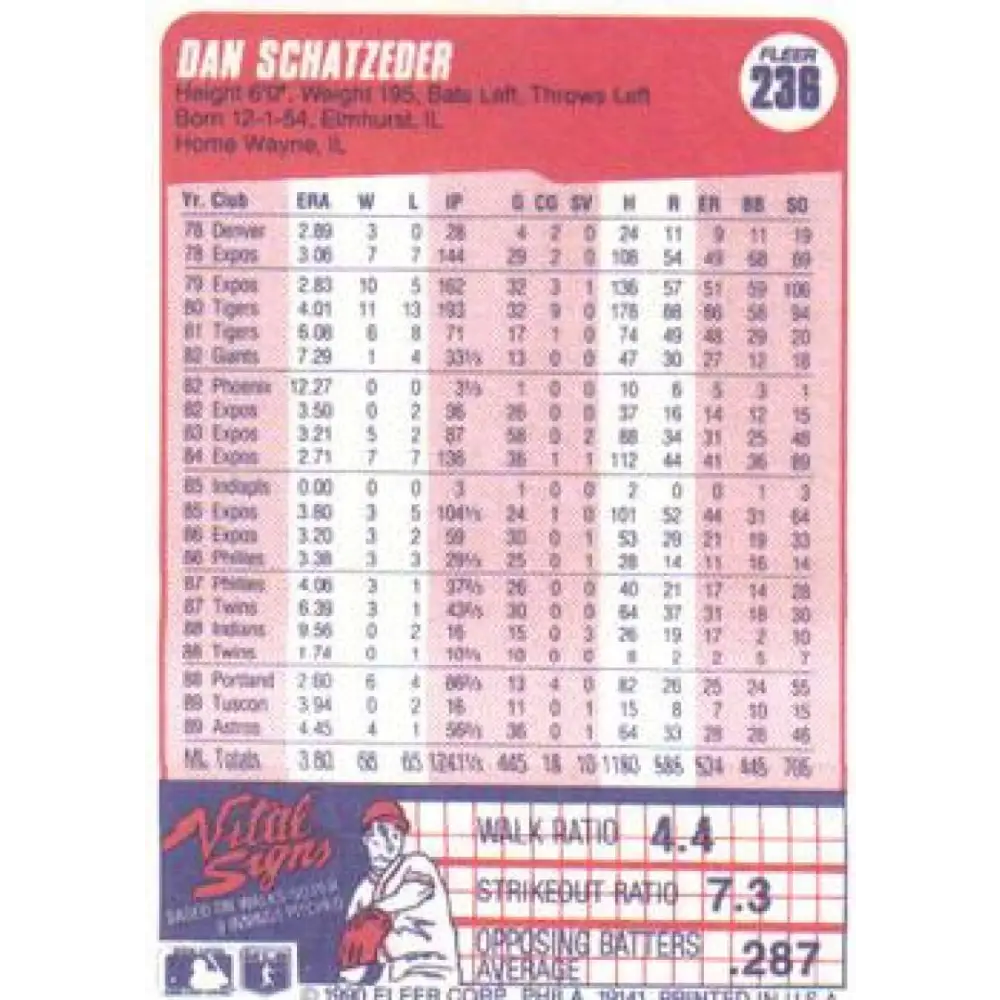 DAN SCHATZEDER
FLEER
236
Height 6'0", Weight 195, Bats Left, Throws Left
Born 12-1-54, Elmhurst, IL
Home Wayne, IL
Yr. Club ERA W L IP G CG SV H R ER BB SO
78 Denver 2.89 3 0 28 4 2 0 24 11 9 11 19
78 Expos 3.06 7 7 144 29 2 0 108 54 49 68 69
79 Expos 2.83 10 5 162 32 3 1 136 57 51 59 106
80 Tigers 4.01 11 13 193 32 9 0 178 88 86 58 94
81 Tigers 6.08 6 8 71 17 1 0 74 49 48 29 20
82 Giants 7.29 1 4 33⅓ 13 0 0 47 30 27 12 18
82 Phoenix 12.27 0 0 3⅔ 1 0 0 10 6 5 3 1
82 Expos 3.50 0 2 36 26 0 0 37 16 14 12 15
83 Expos 3.21 5 2 87 58 0 2 88 34 31 25 48
84 Expos 2.71 7 7 136 36 1 1 112 44 41 36 89
85 Indapls 0.00 0 0 3 1 0 0 2 0 0 1 3
85 Expos 3.80 3 5 104⅓ 24 1 0 101 52 44 31 64
86 Expos 3.20 3 2 59 30 0 1 53 29 21 19 33
86 Phillies 3.38 3 3 29⅓ 25 0 1 28 14 11 16 14
87 Phillies 4.06 3 1 37⅔ 26 0 0 40 21 17 14 28
87 Twins 6.39 3 1 43⅔ 30 0 0 64 37 31 18 30
88 Indians 9.56 0 2 16 15 0 3 26 19 17 2 10
88 Twins 1.74 0 1 10⅓ 10 0 0 8 2 2 5 7
88 Portland 2.60 6 4 86⅔ 13 4 0 82 26 25 24 55
89 Tuscon 3.94 0 2 16 11 0 1 15 8 7 10 15
89 Astros 4.45 4 1 56⅔ 36 0 1 64 33 28 28 46
ML Totals 3.80 68 65 1241⅓ 445 18 10 1180 586 524 445 706
Vital Signs
WALK RATIO 4.4
STRIKEOUT RATIO 7.3
OPPOSING BATTERS
AVERAGE .287
© 1990 FLEER CORP., PHILA. 19141 PRINTED IN U.S.A.